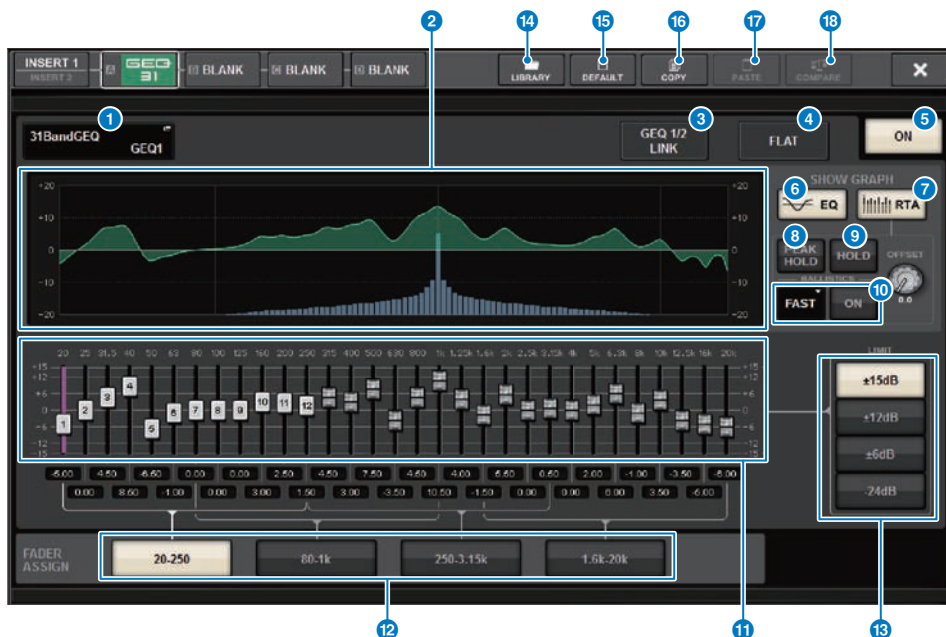 2 14 15 16 17 18
INSERT 1
INSERT 2
A GEQ 31
BLANK
BLANK
BLANK
LIBRARY
DEFAULT
COPY
PASTE
COMPARE
×
1
3
4
5
31BandGEQ
GEQ1
GEQ 1/2
LINK
FLAT
ON
SHOW GRAPH
6
7
EQ
RTA
8
9
PEAK
HOLD
HOLD
OFFSET
0.0
BALLISTICS
10
FAST
ON
+20 +20
+10 +10
0 0
-10 -10
-20 -20
20 25 31.5 40 50 63 80 100 125 160 200 250 315 400 500 630 800 1k 1.25k 1.6k 2k 2.5k 3.15k 4k 5k 6.3k 8k 10k 12.5k 16k 20k
+15 +15
+12 +12
+6 +6
0 0
-6 -6
-12 -12
-15 -15
1 2 3 4 5 6 7 8 9 10 11 12
LIMIT
±15dB
±12dB
±6dB
-24dB
4.50 -6.50 0.00 0.00 2.50 4.50 7.50 4.50 4.00 6.50 0.50 2.00 -1.00 -3.50
0.00 8.50 -1.00 0.00 3.00 1.50 3.00 -3.50 10.50 -1.50 0.00 0.00 0.00 3.50
FADER
ASSIGN
20-250
80-1k
250-3.15k
1.6k-20k
12 11 13